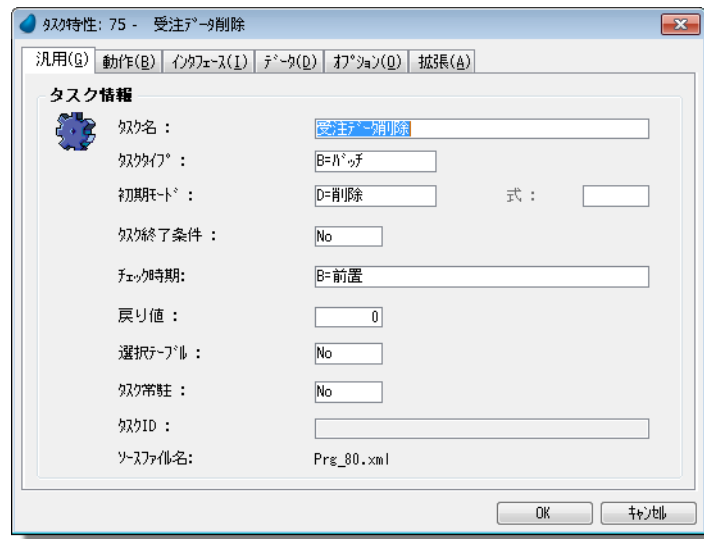 ﾀｽｸ特性: 75 - 受注ﾃﾞｰﾀ削除
汎用(G) 動作(B) ｲﾝﾀﾌｪｰｽ(I) ﾃﾞｰﾀ(D) ｵﾌﾟｼｮﾝ(O) 拡張(A)
タスク情報
ﾀｽｸ名 : 受注ﾃﾞｰﾀ削除
ﾀｽｸﾀｲﾌﾟ : B=ﾊﾞｯﾁ
初期ﾓｰﾄﾞ : D=削除 式 :
ﾀｽｸ終了条件 : No
ﾁｪｯｸ時期: B=前置
戻り値 : 0
選択ﾃｰﾌﾞﾙ : No
ﾀｽｸ常駐 : No
ﾀｽｸID :
ｿｰｽﾌｧｲﾙ名: Prg_80.xml
OK ｷｬﾝｾﾙ